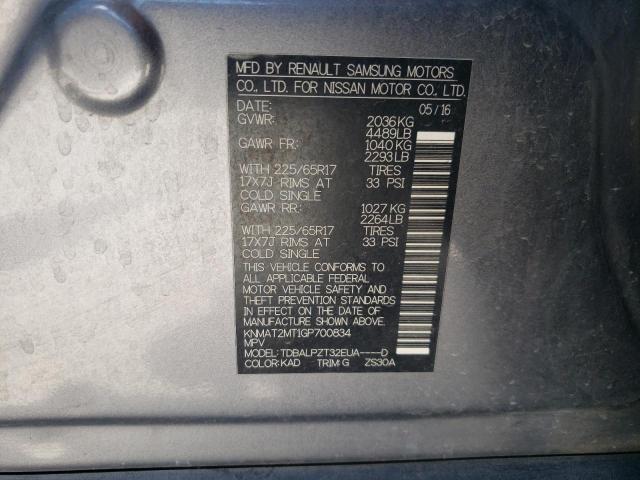 MFD BY RENAULT SAMSUNG MOTORS
CO., LTD. FOR NISSAN MOTOR CO., LTD.
DATE: 05/16
GVWR: 2036KG
4489LB
GAWR FR: 1040KG
2293LB
WITH 225/65R17 TIRES
17X7J RIMS AT 33 PSI
COLD SINGLE
GAWR RR: 1027KG
2264LB
WITH 225/65R17 TIRES
17X7J RIMS AT 33 PSI
COLD SINGLE
THIS VEHICLE CONFORMS TO
ALL APPLICABLE FEDERAL
MOTOR VEHICLE SAFETY AND
THEFT PREVENTION STANDARDS
IN EFFECT ON THE DATE OF
MANUFACTURE SHOWN ABOVE.
KNMAT2MT1GP700834
MPV
MODEL: TDBALPZT32EUA----D
COLOR: KAD TRIM: G ZS30A